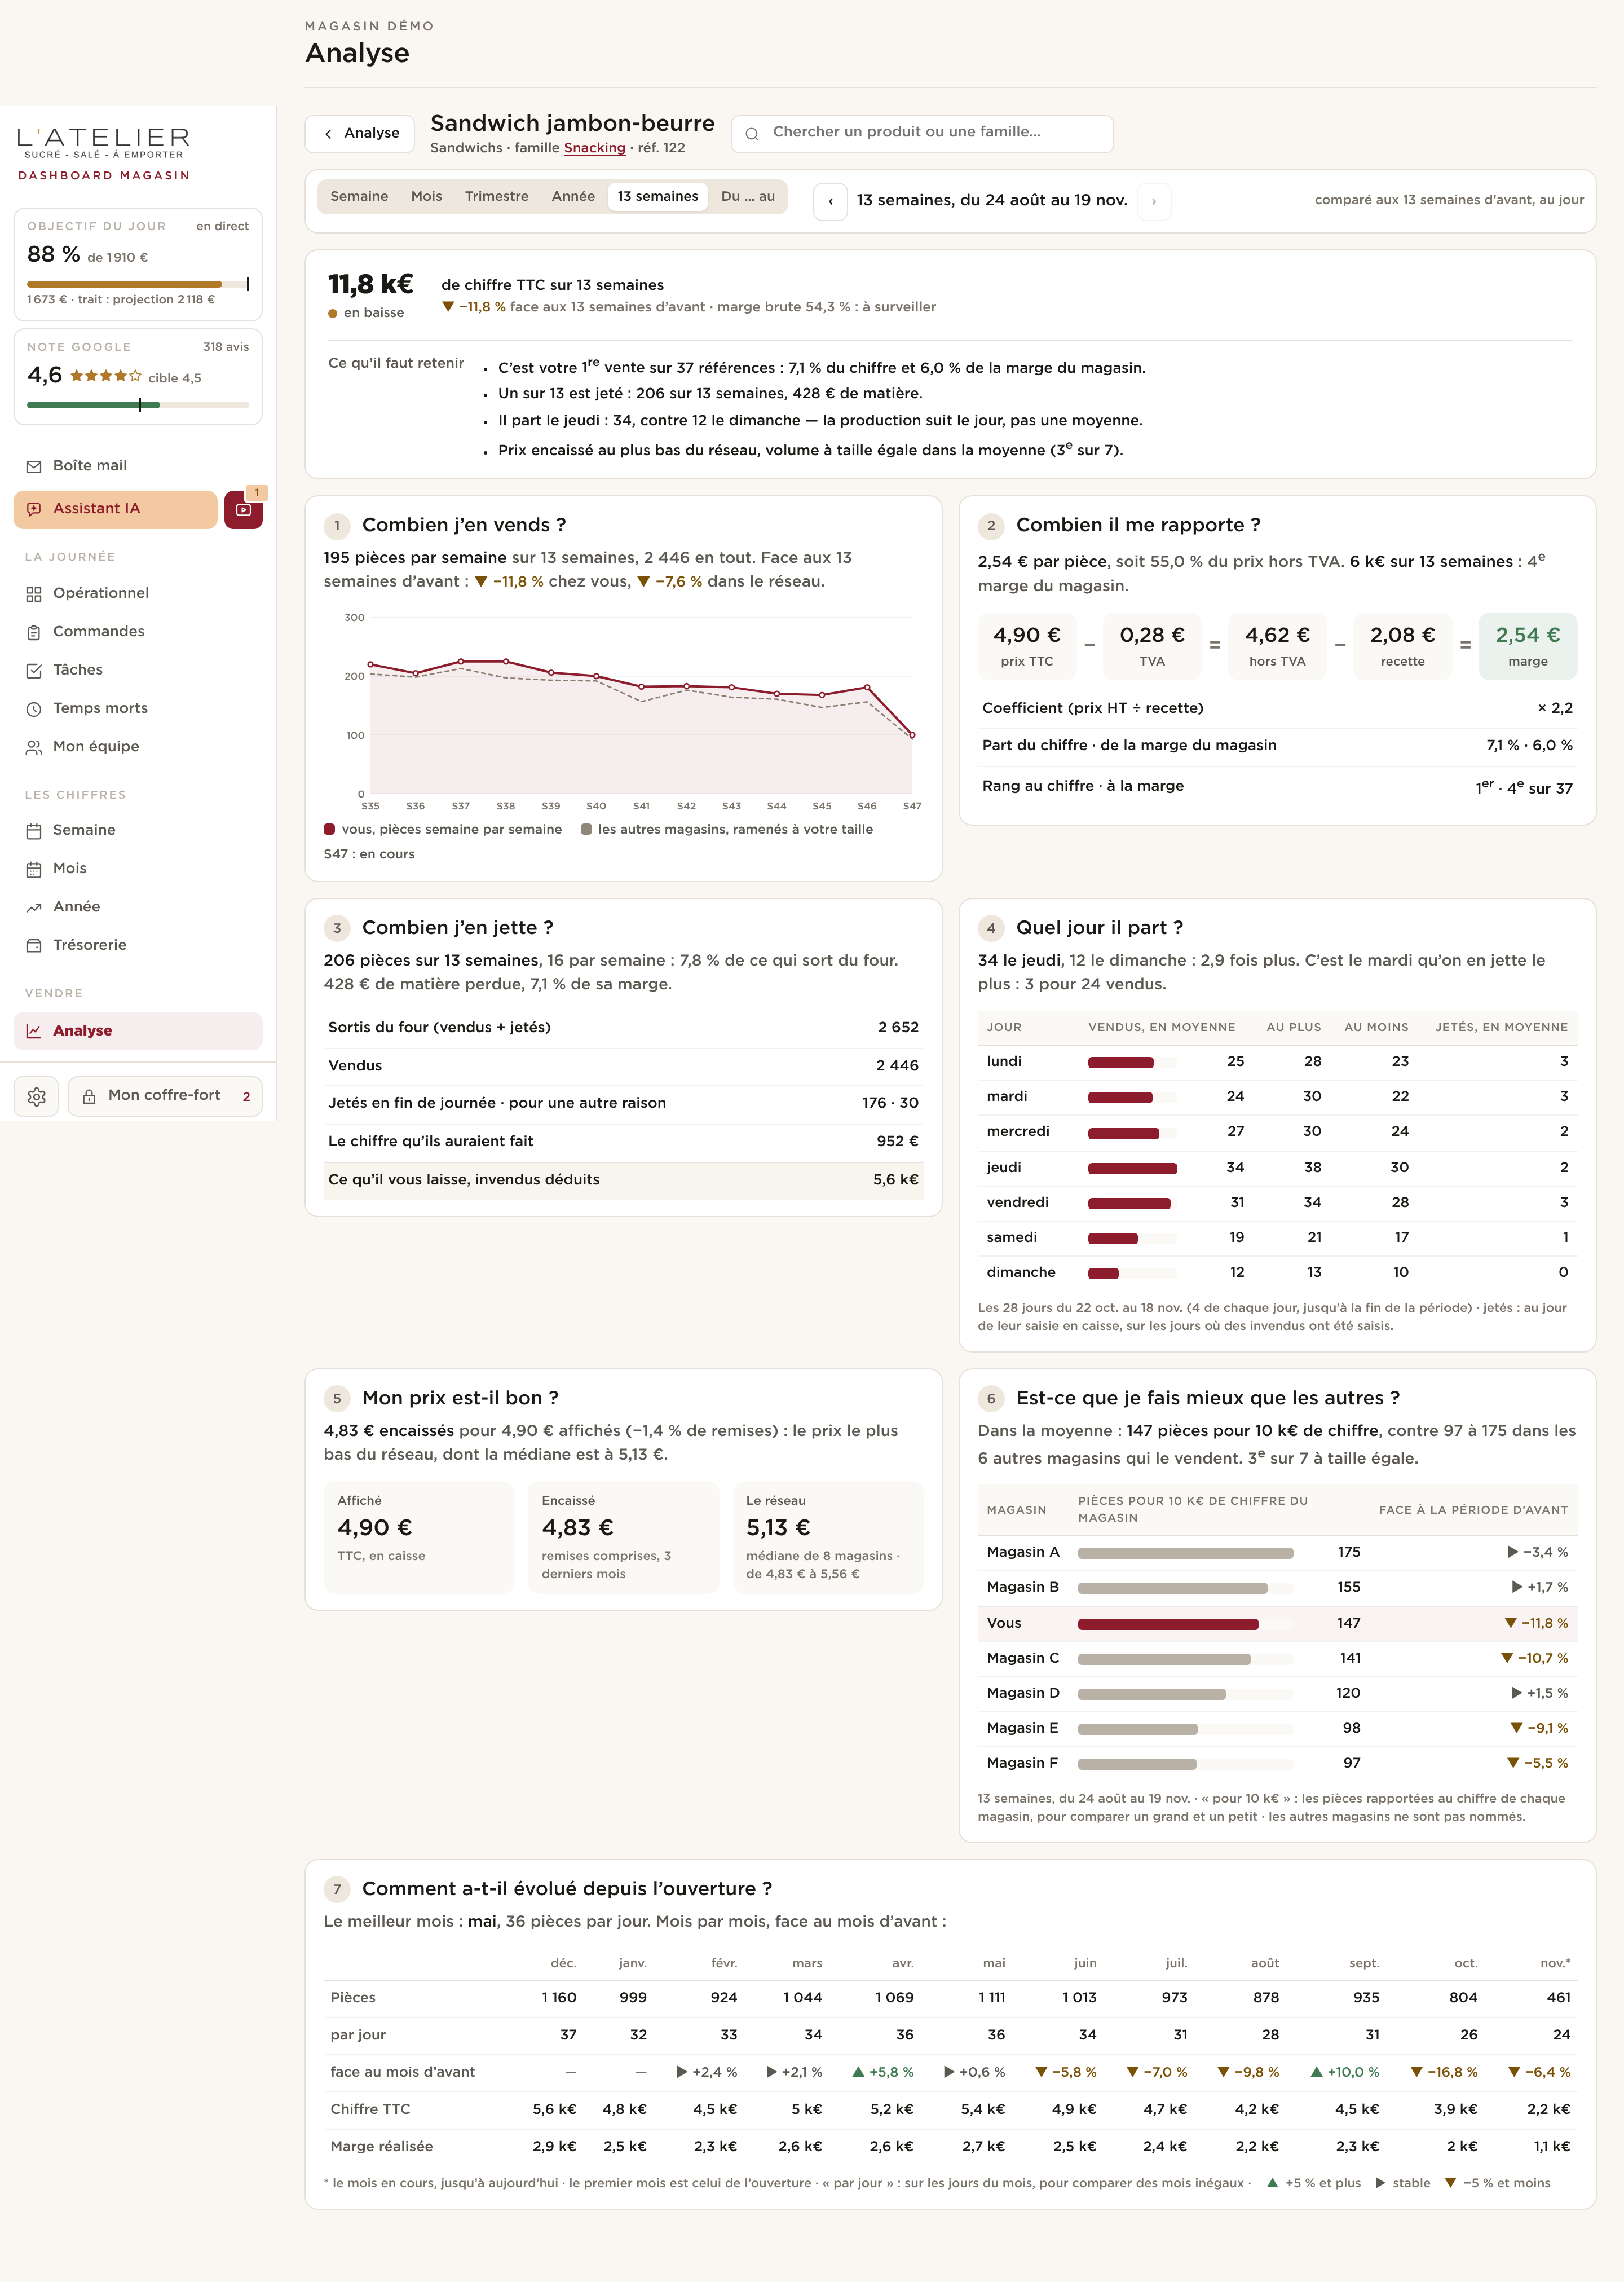 MAGASIN DÉMO
Analyse
L'ATELIER
SUCRÉ - SALÉ - À EMPORTER
DASHBOARD MAGASIN
OBJECTIF DU JOUR en direct
88 % de 1 910 €
1 673 € · trait : projection 2 118 €
NOTE GOOGLE 318 avis
4,6 cible 4,5
Boîte mail
Assistant IA 1
LA JOURNÉE
Opérationnel
Commandes
Tâches
Temps morts
Mon équipe
LES CHIFFRES
Semaine
Mois
Année
Trésorerie
VENDRE
Analyse
Mon coffre-fort 2
‹ Analyse
Sandwich jambon-beurre
Sandwichs · famille Snacking · réf. 122
Chercher un produit ou une famille...
Semaine Mois Trimestre Année 13 semaines Du ... au
‹ 13 semaines, du 24 août au 19 nov. ›
comparé aux 13 semaines d’avant, au jour
11,8 k€
en baisse
de chiffre TTC sur 13 semaines
▼ −11,8 % face aux 13 semaines d’avant · marge brute 54,3 % : à surveiller
Ce qu’il faut retenir
• C’est votre 1re vente sur 37 références : 7,1 % du chiffre et 6,0 % de la marge du magasin.
• Un sur 13 est jeté : 206 sur 13 semaines, 428 € de matière.
• Il part le jeudi : 34, contre 12 le dimanche — la production suit le jour, pas une moyenne.
• Prix encaissé au plus bas du réseau, volume à taille égale dans la moyenne (3e sur 7).
1 Combien j’en vends ?
195 pièces par semaine sur 13 semaines, 2 446 en tout. Face aux 13
semaines d’avant : ▼ −11,8 % chez vous, ▼ −7,6 % dans le réseau.
300
200
100
0
S35 S36 S37 S38 S39 S40 S41 S42 S43 S44 S45 S46 S47
vous, pièces semaine par semaine les autres magasins, ramenés à votre taille
S47 : en cours
2 Combien il me rapporte ?
2,54 € par pièce, soit 55,0 % du prix hors TVA. 6 k€ sur 13 semaines : 4e
marge du magasin.
4,90 € − 0,28 € = 4,62 € − 2,08 € = 2,54 €
prix TTC TVA hors TVA recette marge
Coefficient (prix HT ÷ recette) × 2,2
Part du chiffre · de la marge du magasin 7,1 % · 6,0 %
Rang au chiffre · à la marge 1er · 4e sur 37
3 Combien j’en jette ?
206 pièces sur 13 semaines, 16 par semaine : 7,8 % de ce qui sort du four.
428 € de matière perdue, 7,1 % de sa marge.
Sortis du four (vendus + jetés) 2 652
Vendus 2 446
Jetés en fin de journée · pour une autre raison 176 · 30
Le chiffre qu’ils auraient fait 952 €
Ce qu’il vous laisse, invendus déduits 5,6 k€
4 Quel jour il part ?
34 le jeudi, 12 le dimanche : 2,9 fois plus. C’est le mardi qu’on en jette le
plus : 3 pour 24 vendus.
JOUR VENDUS, EN MOYENNE AU PLUS AU MOINS JETÉS, EN MOYENNE
lundi 25 28 23 3
mardi 24 30 22 3
mercredi 27 30 24 2
jeudi 34 38 30 2
vendredi 31 34 28 3
samedi 19 21 17 1
dimanche 12 13 10 0
Les 28 jours du 22 oct. au 18 nov. (4 de chaque jour, jusqu’à la fin de la période) · jetés : au jour
de leur saisie en caisse, sur les jours où des invendus ont été saisis.
5 Mon prix est-il bon ?
4,83 € encaissés pour 4,90 € affichés (−1,4 % de remises) : le prix le plus
bas du réseau, dont la médiane est à 5,13 €.
Affiché
4,90 €
TTC, en caisse
Encaissé
4,83 €
remises comprises, 3
derniers mois
Le réseau
5,13 €
médiane de 8 magasins ·
de 4,83 € à 5,56 €
6 Est-ce que je fais mieux que les autres ?
Dans la moyenne : 147 pièces pour 10 k€ de chiffre, contre 97 à 175 dans les
6 autres magasins qui le vendent. 3e sur 7 à taille égale.
MAGASIN PIÈCES POUR 10 K€ DE CHIFFRE DU FACE À LA PÉRIODE D’AVANT
MAGASIN
Magasin A 175 ▶ −3,4 %
Magasin B 155 ▶ +1,7 %
Vous 147 ▼ −11,8 %
Magasin C 141 ▼ −10,7 %
Magasin D 120 ▶ +1,5 %
Magasin E 98 ▼ −9,1 %
Magasin F 97 ▼ −5,5 %
13 semaines, du 24 août au 19 nov. · « pour 10 k€ » : les pièces rapportées au chiffre de chaque
magasin, pour comparer un grand et un petit · les autres magasins ne sont pas nommés.
7 Comment a-t-il évolué depuis l’ouverture ?
Le meilleur mois : mai, 36 pièces par jour. Mois par mois, face au mois d’avant :
déc. janv. févr. mars avr. mai juin juil. août sept. oct. nov.*
Pièces 1 160 999 924 1 044 1 069 1 111 1 013 973 878 935 804 461
par jour 37 32 33 34 36 36 34 31 28 31 26 24
face au mois d’avant — — ▶ +2,4 % ▶ +2,1 % ▲ +5,8 % ▶ +0,6 % ▼ −5,8 % ▼ −7,0 % ▼ −9,8 % ▲ +10,0 % ▼ −16,8 % ▼ −6,4 %
Chiffre TTC 5,6 k€ 4,8 k€ 4,5 k€ 5 k€ 5,2 k€ 5,4 k€ 4,9 k€ 4,7 k€ 4,2 k€ 4,5 k€ 3,9 k€ 2,2 k€
Marge réalisée 2,9 k€ 2,5 k€ 2,3 k€ 2,6 k€ 2,6 k€ 2,7 k€ 2,5 k€ 2,4 k€ 2,2 k€ 2,3 k€ 2 k€ 1,1 k€
* le mois en cours, jusqu’à aujourd’hui · le premier mois est celui de l’ouverture · « par jour » : sur les jours du mois, pour comparer des mois inégaux · ▲ +5 % et plus ▶ stable ▼ −5 % et moins